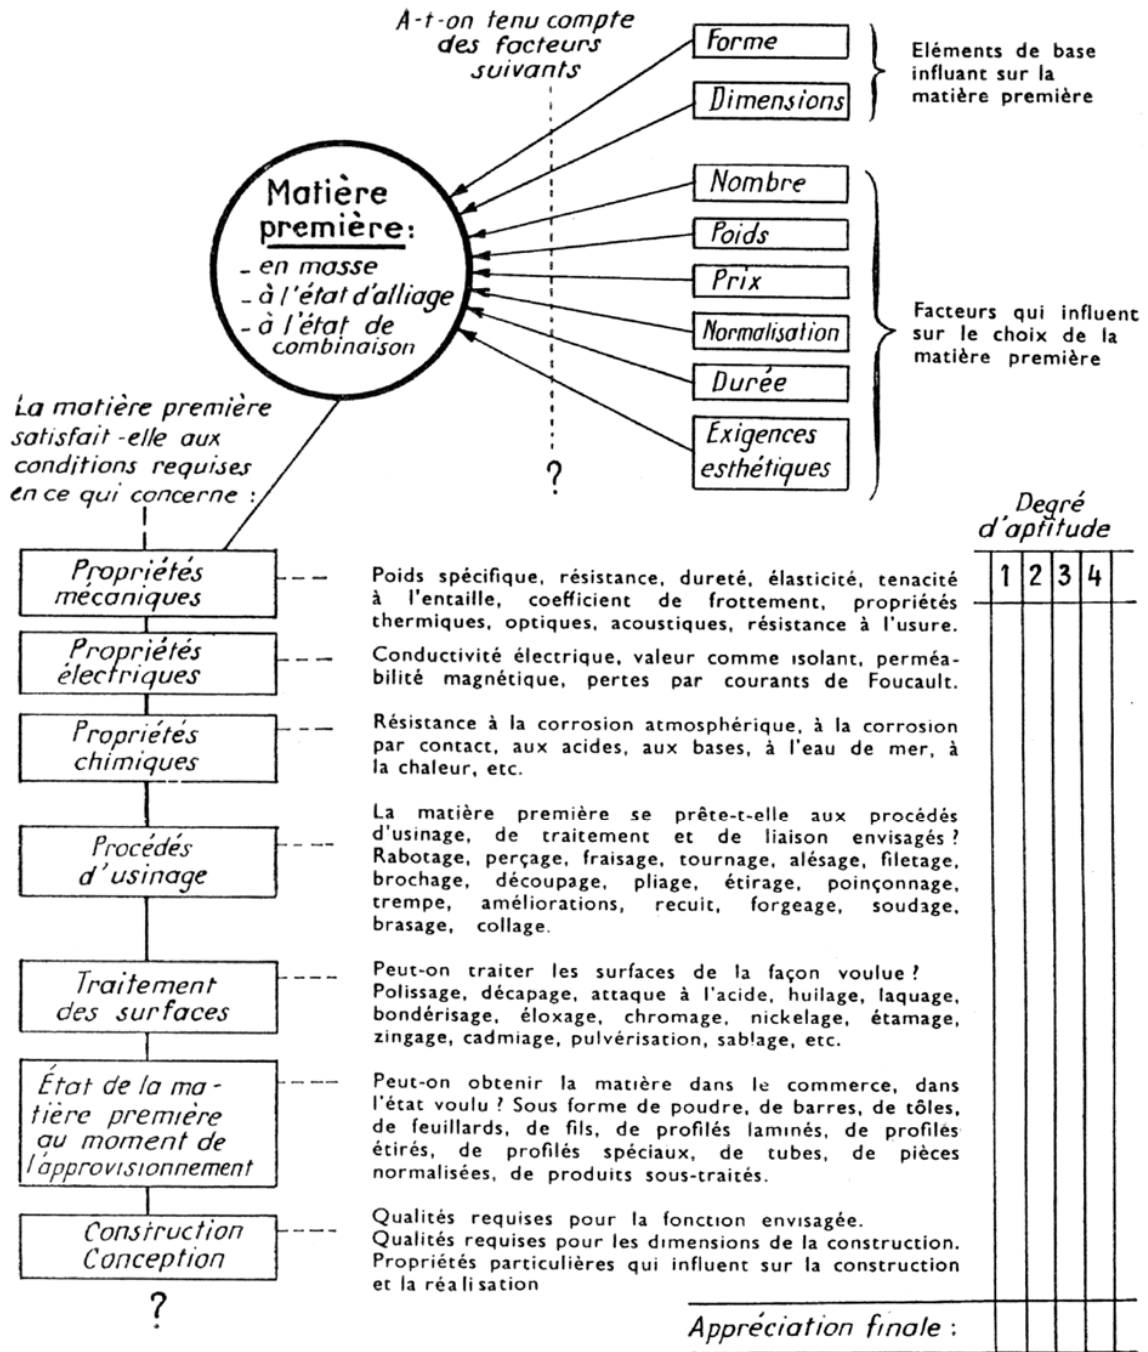 A-t-on tenu compte
des facteurs
suivants
Forme
Dimensions
Eléments de base
influant sur la
matière première
Nombre
Poids
Prix
Normalisation
Durée
Exigences
esthétiques
Facteurs qui influent
sur le choix de la
matière première
?
Matière
première:
- en masse
- à l'état d'alliage
- à l'état de
combinaison
La matière première
satisfait-elle aux
conditions requises
en ce qui concerne :
Degré
d'aptitude
1 2 3 4
Propriétés
mécaniques
Poids spécifique, résistance, dureté, élasticité, tenacité
à l'entaille, coefficient de frottement, propriétés
thermiques, optiques, acoustiques, résistance à l'usure.
Propriétés
électriques
Conductivité électrique, valeur comme isolant, perméa-
bilité magnétique, pertes par courants de Foucault.
Propriétés
chimiques
Résistance à la corrosion atmosphérique, à la corrosion
par contact, aux acides, aux bases, à l'eau de mer, à
la chaleur, etc.
Procédés
d'usinage
La matière première se prête-t-elle aux procédés
d'usinage, de traitement et de liaison envisagés ?
Rabotage, perçage, fraisage, tournage, alésage, filetage,
brochage, découpage, pliage, étirage, poinçonnage,
trempe, améliorations, recuit, forgeage, soudage,
brasage, collage.
Traitement
des surfaces
Peut-on traiter les surfaces de la façon voulue ?
Polissage, décapage, attaque à l'acide, huilage, laquage,
bondérisage, éloxage, chromage, nickelage, étamage,
zingage, cadmiage, pulvérisation, sablage, etc.
État de la ma-
tière première
au moment de
l'approvisionnement
Peut-on obtenir la matière dans le commerce, dans
l'état voulu ? Sous forme de poudre, de barres, de tôles,
de feuillards, de fils, de profilés laminés, de profilés
étirés, de profilés spéciaux, de tubes, de pièces
normalisées, de produits sous-traités.
Construction
Conception
Qualités requises pour la fonction envisagée.
Qualités requises pour les dimensions de la construction.
Propriétés particulières qui influent sur la construction
et la réalisation
?
Appréciation finale :